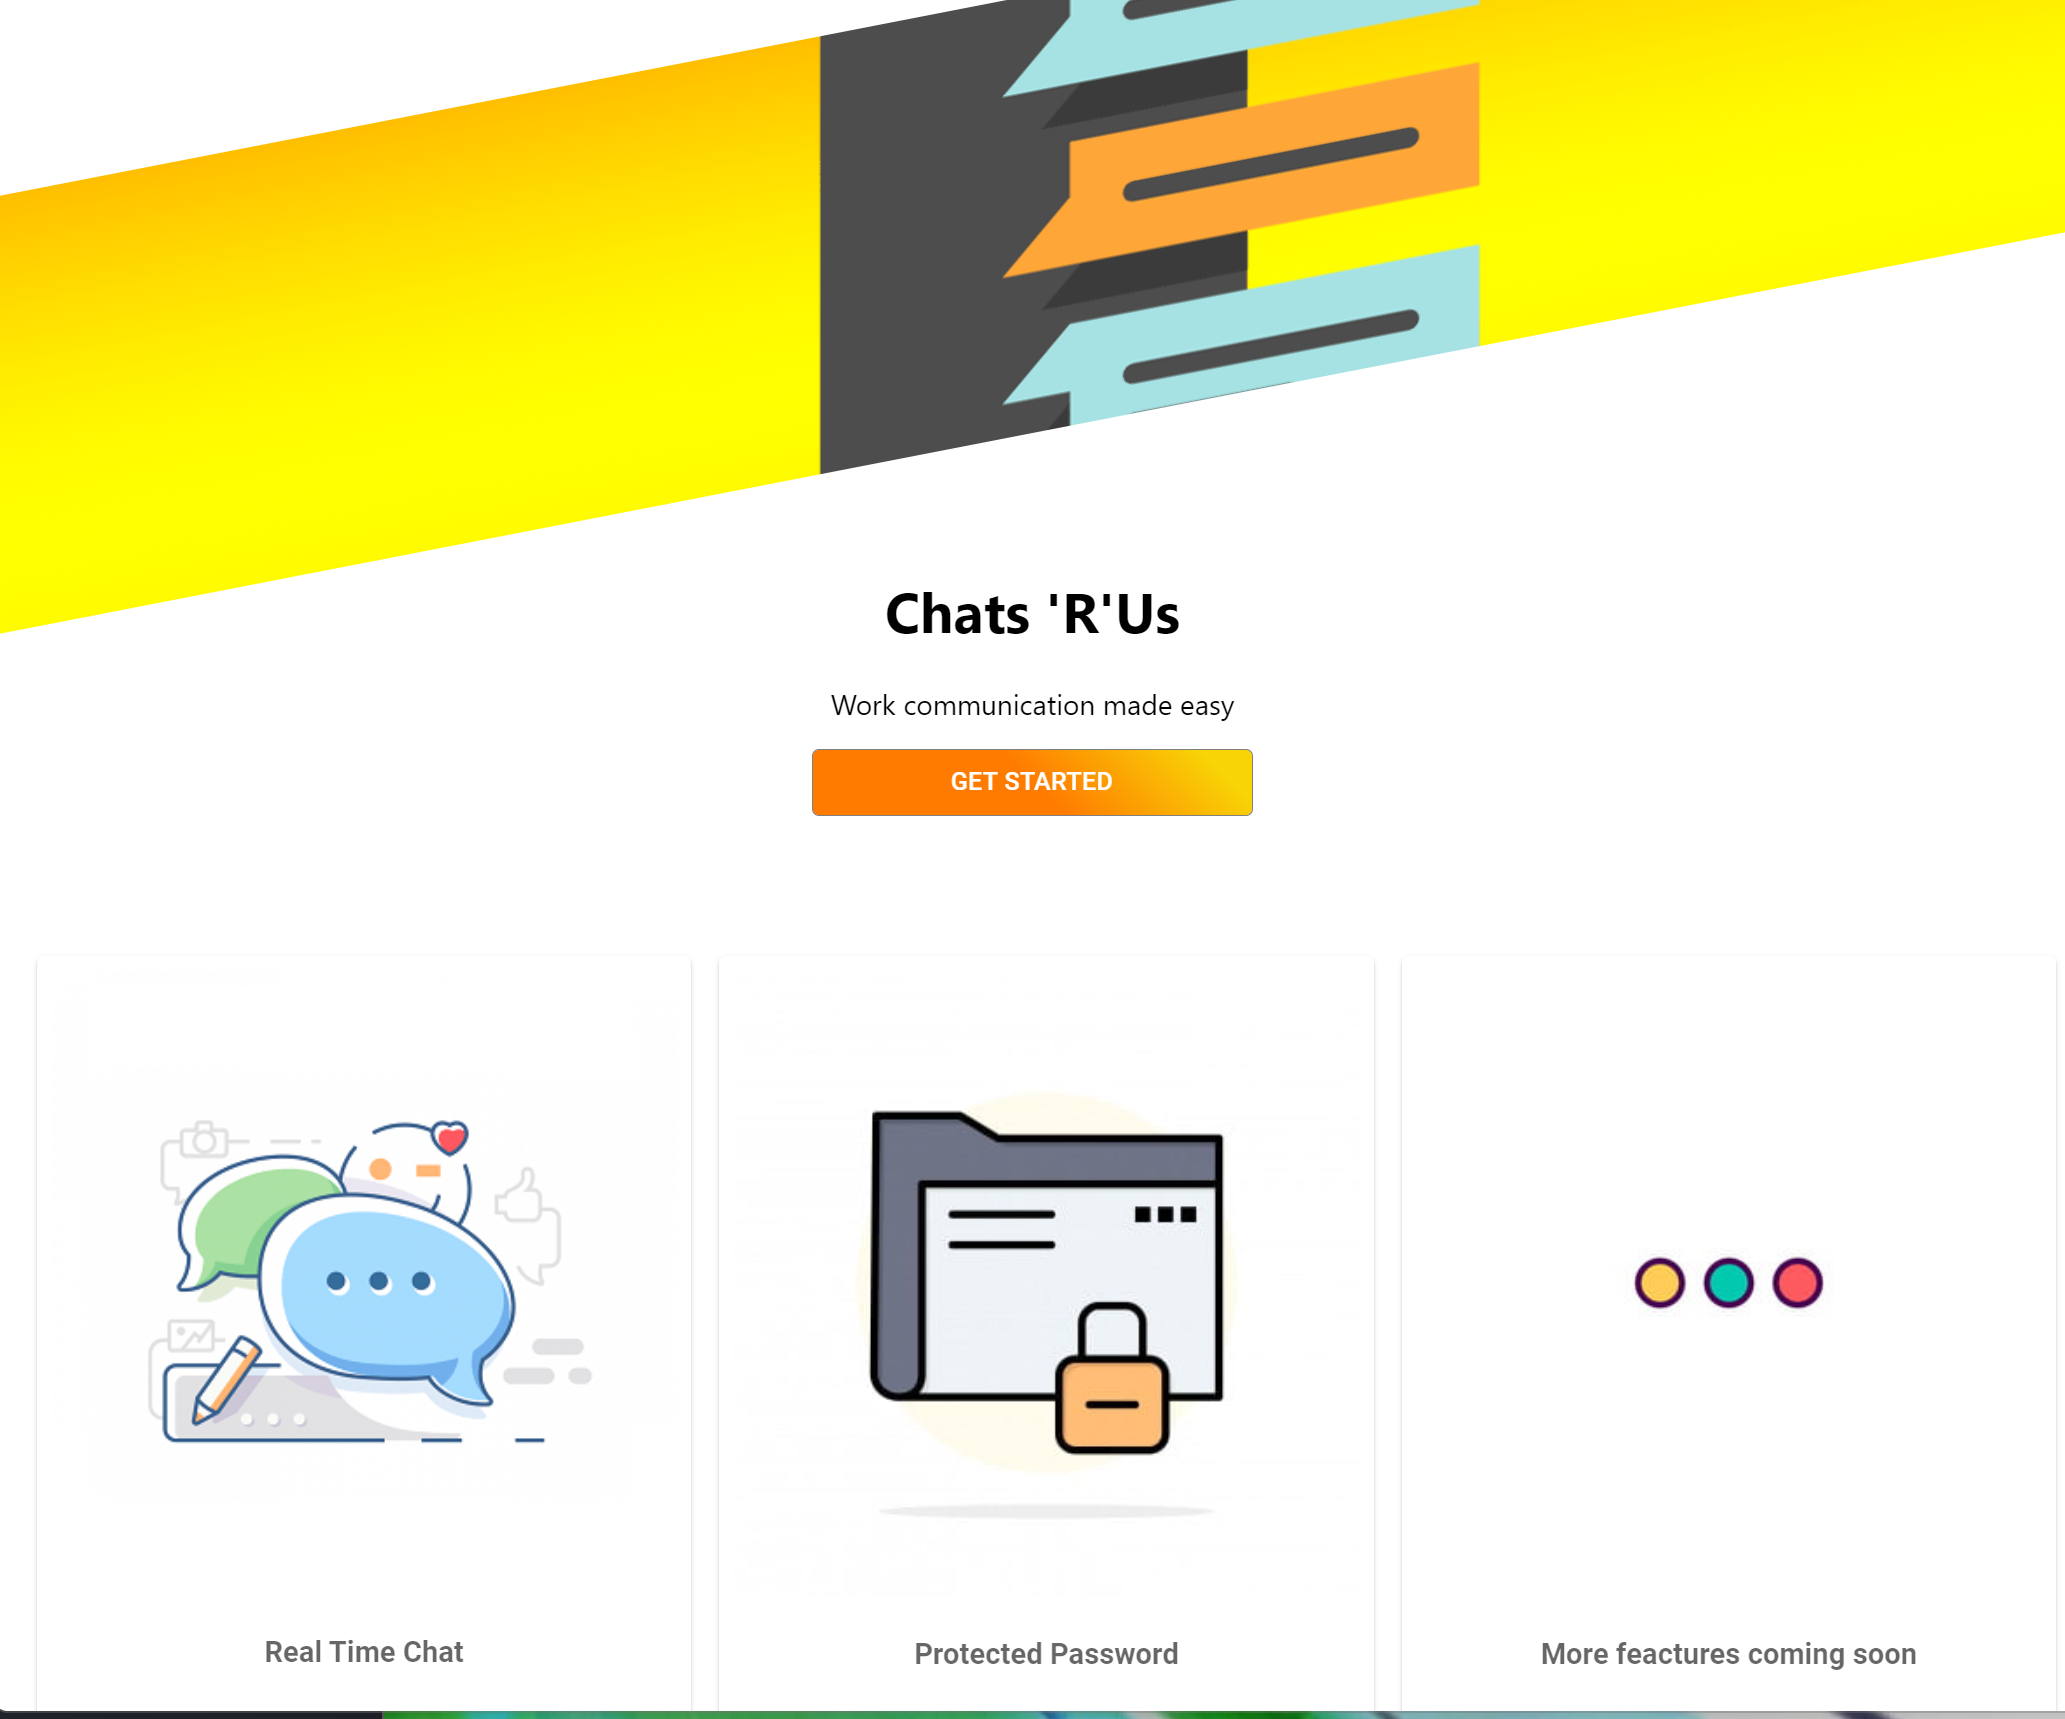 Chats 'R'Us
Work communication made easy
GET STARTED
Real Time Chat
Protected Password
More feactures coming soon